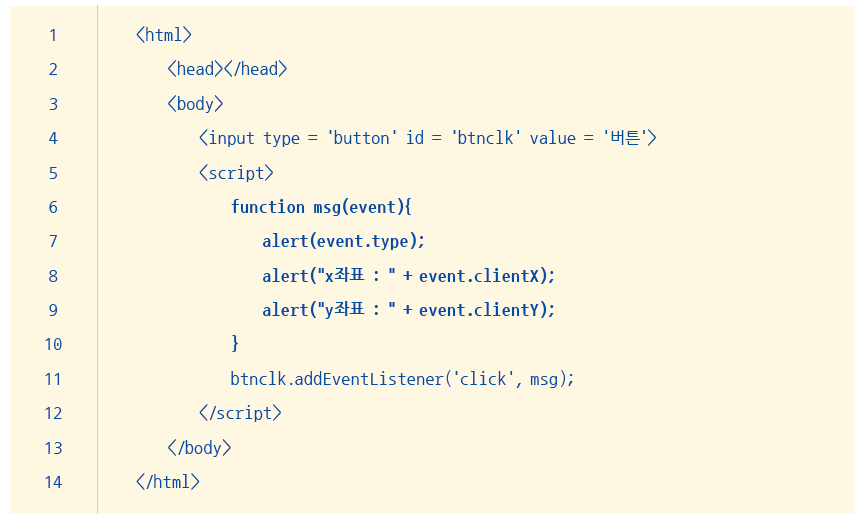 1 <html>
2 <head></head>
3 <body>
4 <input type = 'button' id = 'btnclk' value = '버튼'>
5 <script>
6 function msg(event){
7 alert(event.type);
8 alert("x좌표 : " + event.clientX);
9 alert("y좌표 : " + event.clientY);
10 }
11 btnclk.addEventListener('click', msg);
12 </script>
13 </body>
14 </html>